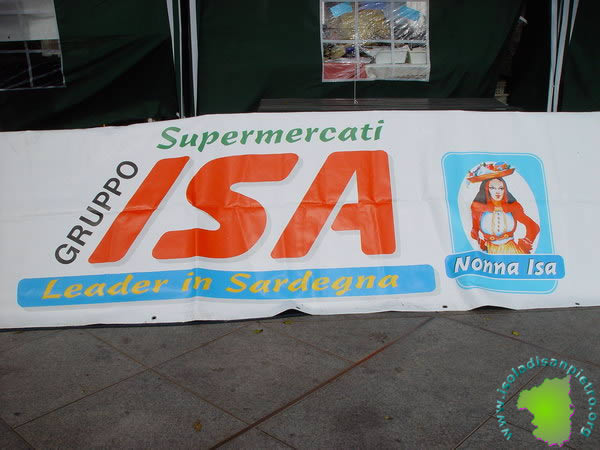 Supermercati
GRUPPO
ISA
Leader in Sardegna
Nonna Isa
www.isoladisanpietro.org